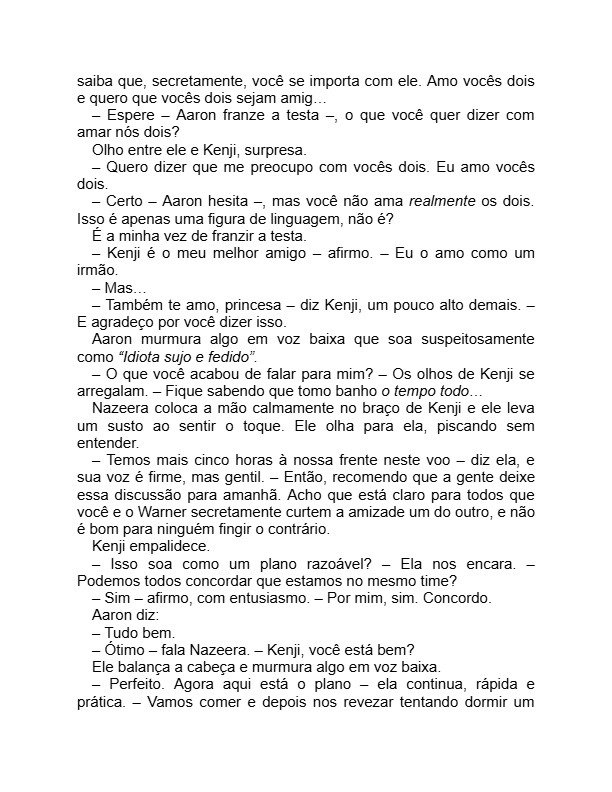 saiba que, secretamente, você se importa com ele. Amo vocês dois
e quero que vocês dois sejam amig…
– Espere – Aaron franze a testa –, o que você quer dizer com
amar nós dois?
Olho entre ele e Kenji, surpresa.
– Quero dizer que me preocupo com vocês dois. Eu amo vocês
dois.
– Certo – Aaron hesita –, mas você não ama realmente os dois.
Isso é apenas uma figura de linguagem, não é?
É a minha vez de franzir a testa.
– Kenji é o meu melhor amigo – afirmo. – Eu o amo como um
irmão.
– Mas…
– Também te amo, princesa – diz Kenji, um pouco alto demais. –
E agradeço por você dizer isso.
Aaron murmura algo em voz baixa que soa suspeitosamente
como “Idiota sujo e fedido”.
– O que você acabou de falar para mim? – Os olhos de Kenji se
arregalam. – Fique sabendo que tomo banho o tempo todo…
Nazeera coloca a mão calmamente no braço de Kenji e ele leva
um susto ao sentir o toque. Ele olha para ela, piscando sem
entender.
– Temos mais cinco horas à nossa frente neste voo – diz ela, e
sua voz é firme, mas gentil. – Então, recomendo que a gente deixe
essa discussão para amanhã. Acho que está claro para todos que
você e o Warner secretamente curtem a amizade um do outro, e não
é bom para ninguém fingir o contrário.
Kenji empalidece.
– Isso soa como um plano razoável? – Ela nos encara. –
Podemos todos concordar que estamos no mesmo time?
– Sim – afirmo, com entusiasmo. – Por mim, sim. Concordo.
Aaron diz:
– Tudo bem.
– Ótimo – fala Nazeera. – Kenji, você está bem?
Ele balança a cabeça e murmura algo em voz baixa.
– Perfeito. Agora aqui está o plano – ela continua, rápida e
prática. – Vamos comer e depois nos revezar tentando dormir um